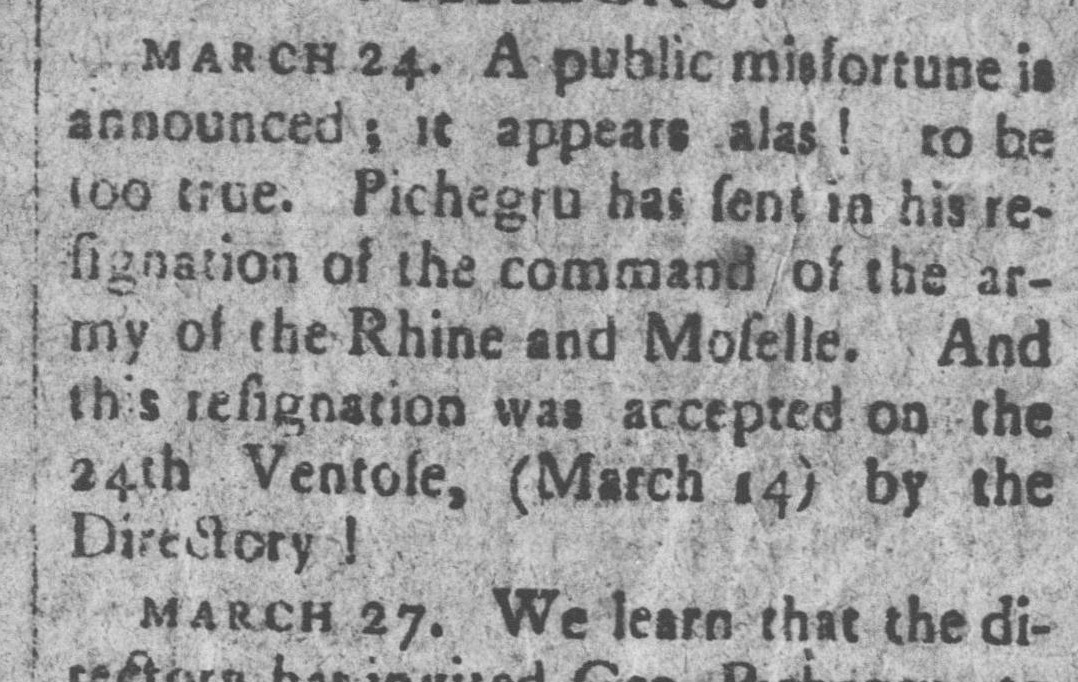 MARCH 24. A public misfortune is
announced; it appears alas! to be
too true. Pichegru has ſent in his re-
ſignation of the command of the ar-
my of the Rhine and Moſelle. And
this reſignation was accepted on the
24th Ventoſe, (March 14) by the
Directory!
MARCH 27. We learn that the di-